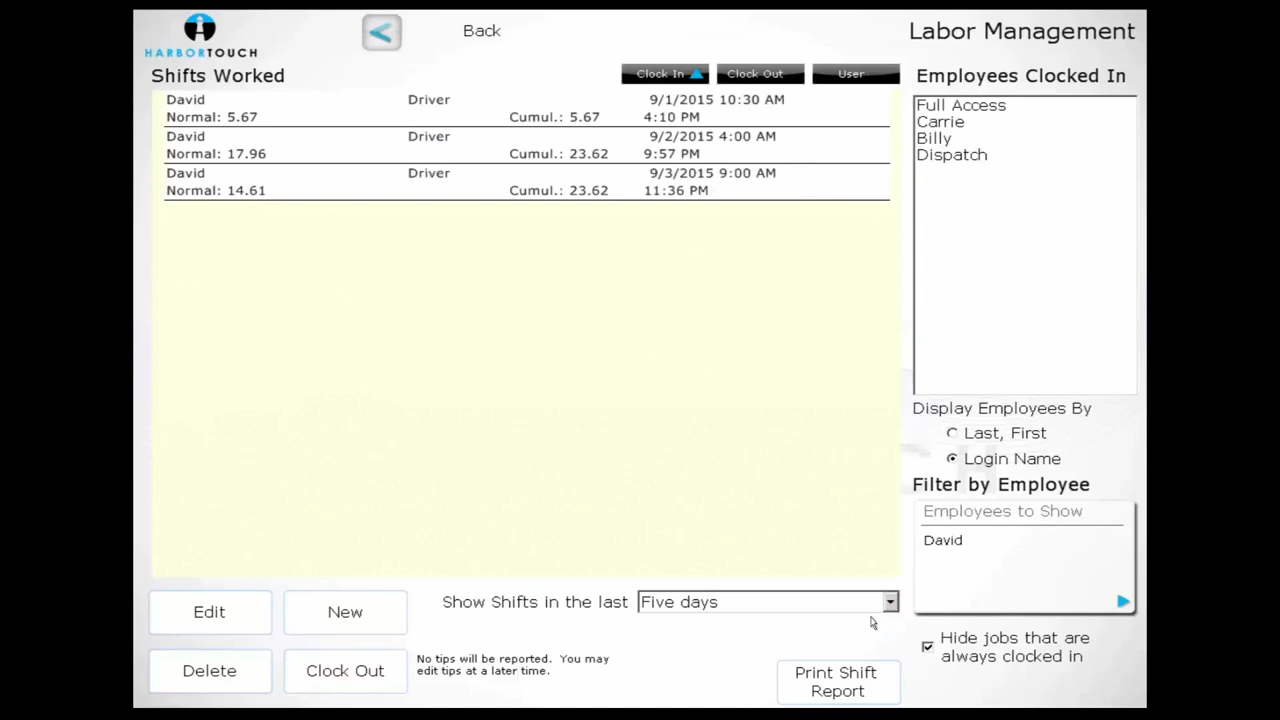 HARBORTOUCH
Back
Labor Management
Shifts Worked
Clock In
Clock Out
User
Employees Clocked In
David Driver 9/1/2015 10:30 AM
Normal: 5.67 Cumul.: 5.67 4:10 PM
David Driver 9/2/2015 4:00 AM
Normal: 17.96 Cumul.: 23.62 9:57 PM
David Driver 9/3/2015 9:00 AM
Normal: 14.61 Cumul.: 23.62 11:36 PM
Full Access
Carrie
Billy
Dispatch
Display Employees By
Last, First
Login Name
Filter by Employee
Employees to Show
David
Edit
New
Show Shifts in the last Five days
Delete
Clock Out
No tips will be reported. You may
edit tips at a later time.
Print Shift
Report
Hide jobs that are
always clocked in